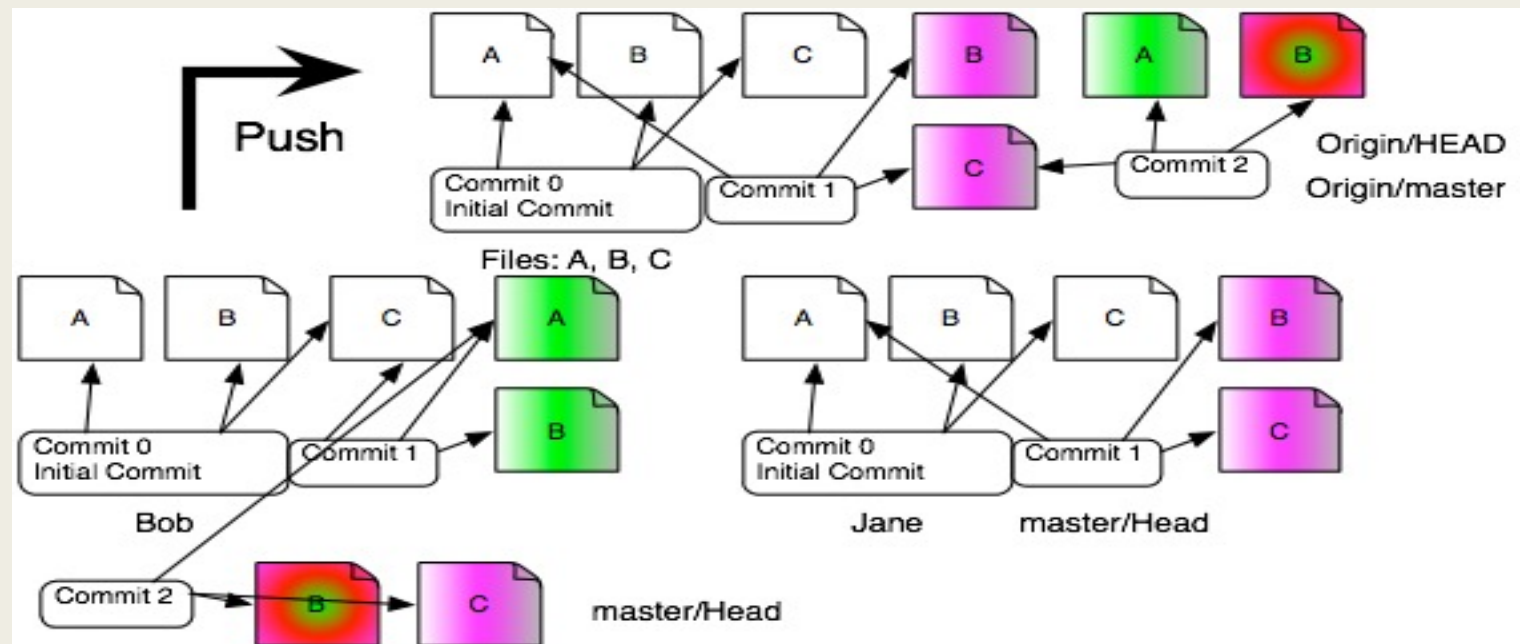 A B C B A B
Push
C
Commit 0
Initial Commit
Commit 1
Commit 2
Origin/HEAD
Origin/master
Files: A, B, C
A B C A
B
Commit 0
Initial Commit
Commit 1
Bob
Commit 2
B C
master/Head
A B C B
C
Commit 0
Initial Commit
Commit 1
Jane
master/Head